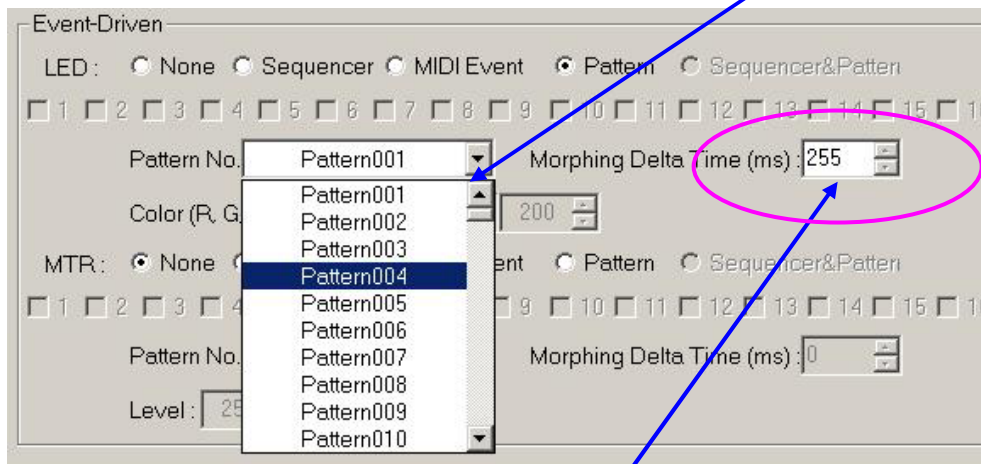 Event-Driven
LED : None Sequencer MIDI Event Pattern Sequencer&Pattern
1 2 3 4 5 6 7 8 9 10 11 12 13 14 15
Pattern No. Pattern001 Morphing Delta Time (ms) : 255
Pattern001
Color (R, G, 200
Pattern002
Pattern003
MTR : None ent Pattern Sequencer&Pattern
Pattern004
1 2 3 4 9 10 11 12 13 14 15
Pattern005
Pattern006
Pattern No. Morphing Delta Time (ms) : 0
Pattern007
Pattern008
Level : 25
Pattern009
Pattern010